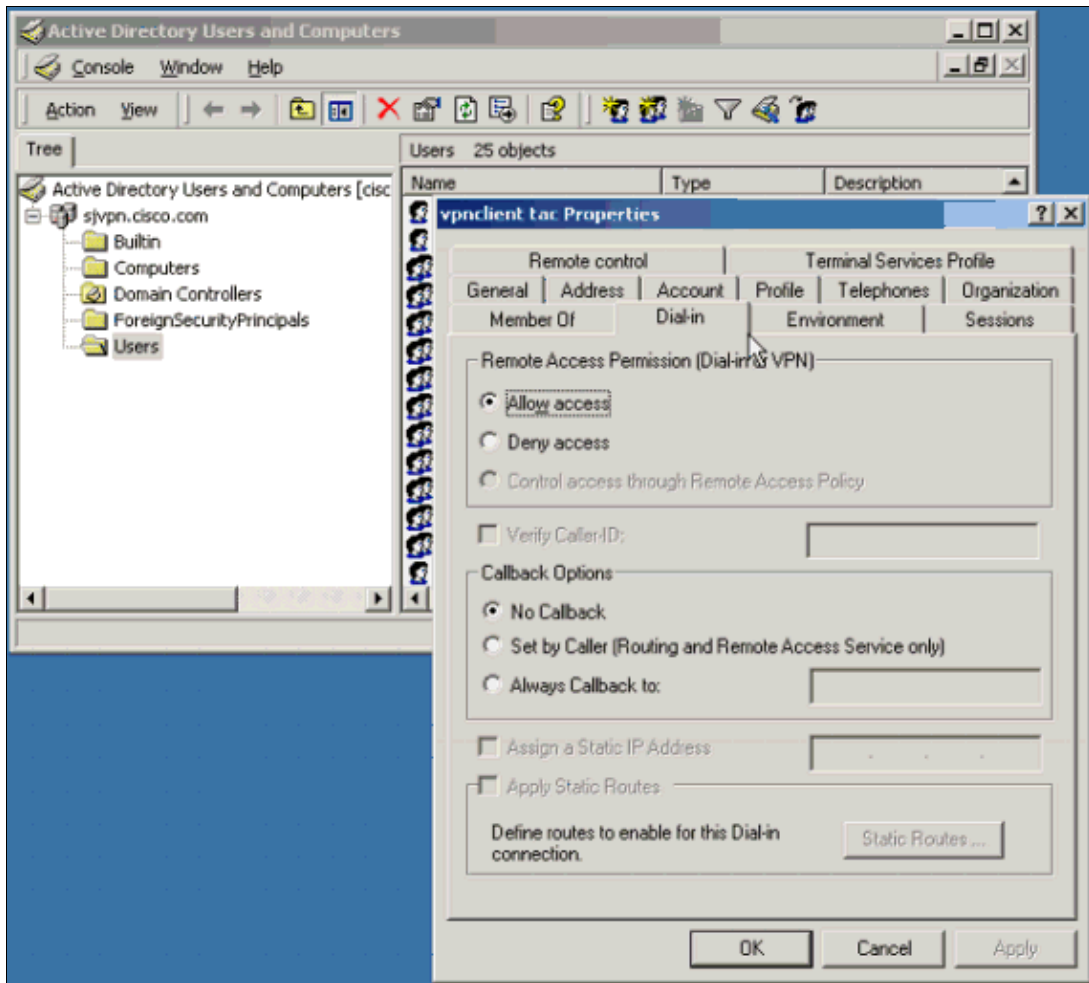 Active Directory Users and Computers
Console Window Help
Action View
Tree
Users 25 objects
Active Directory Users and Computers [cisc
Name Type Description
sjvpn.cisco.com
Builtin
Computers
Domain Controllers
ForeignSecurityPrincipals
Users
vpnclient tac Properties
Remote control Terminal Services Profile
General Address Account Profile Telephones Organization
Member Of Dial-in Environment Sessions
Remote Access Permission (Dial-in & VPN)
Allow access
Deny access
Control access through Remote Access Policy
Verify Caller-ID:
Callback Options
No Callback
Set by Caller (Routing and Remote Access Service only)
Always Callback to:
Assign a Static IP Address
Apply Static Routes
Define routes to enable for this Dial-in
connection.
Static Routes ...
OK Cancel Apply